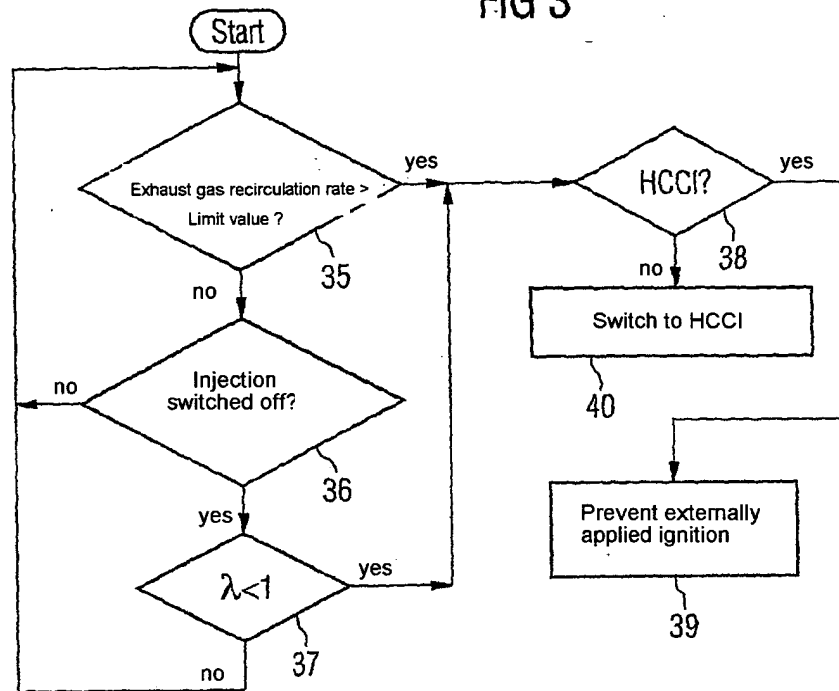 FIG 3
Start
Exhaust gas recirculation rate >
Limit value ?
35
yes
no
HCCI?
yes
38
no
Switch to HCCI
40
Injection
switched off?
no
36
yes
λ<1
yes
37
no
Prevent externally
applied ignition
39